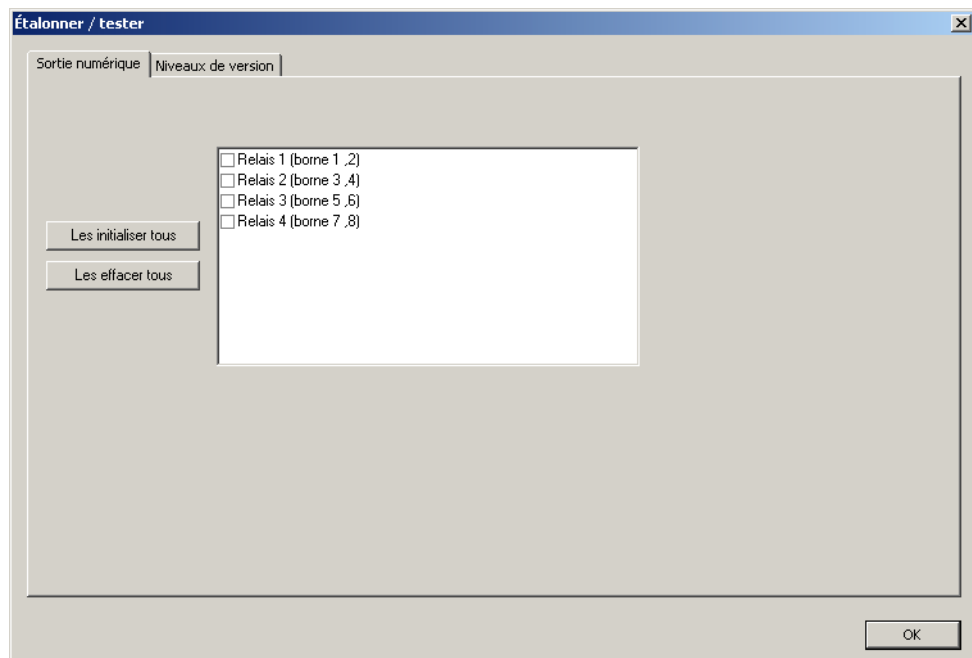 Étalonner / tester
Sortie numérique
Niveaux de version
Relais 1 (borne 1 ,2)
Relais 2 (borne 3 ,4)
Relais 3 (borne 5 ,6)
Relais 4 (borne 7 ,8)
Les initialiser tous
Les effacer tous
OK